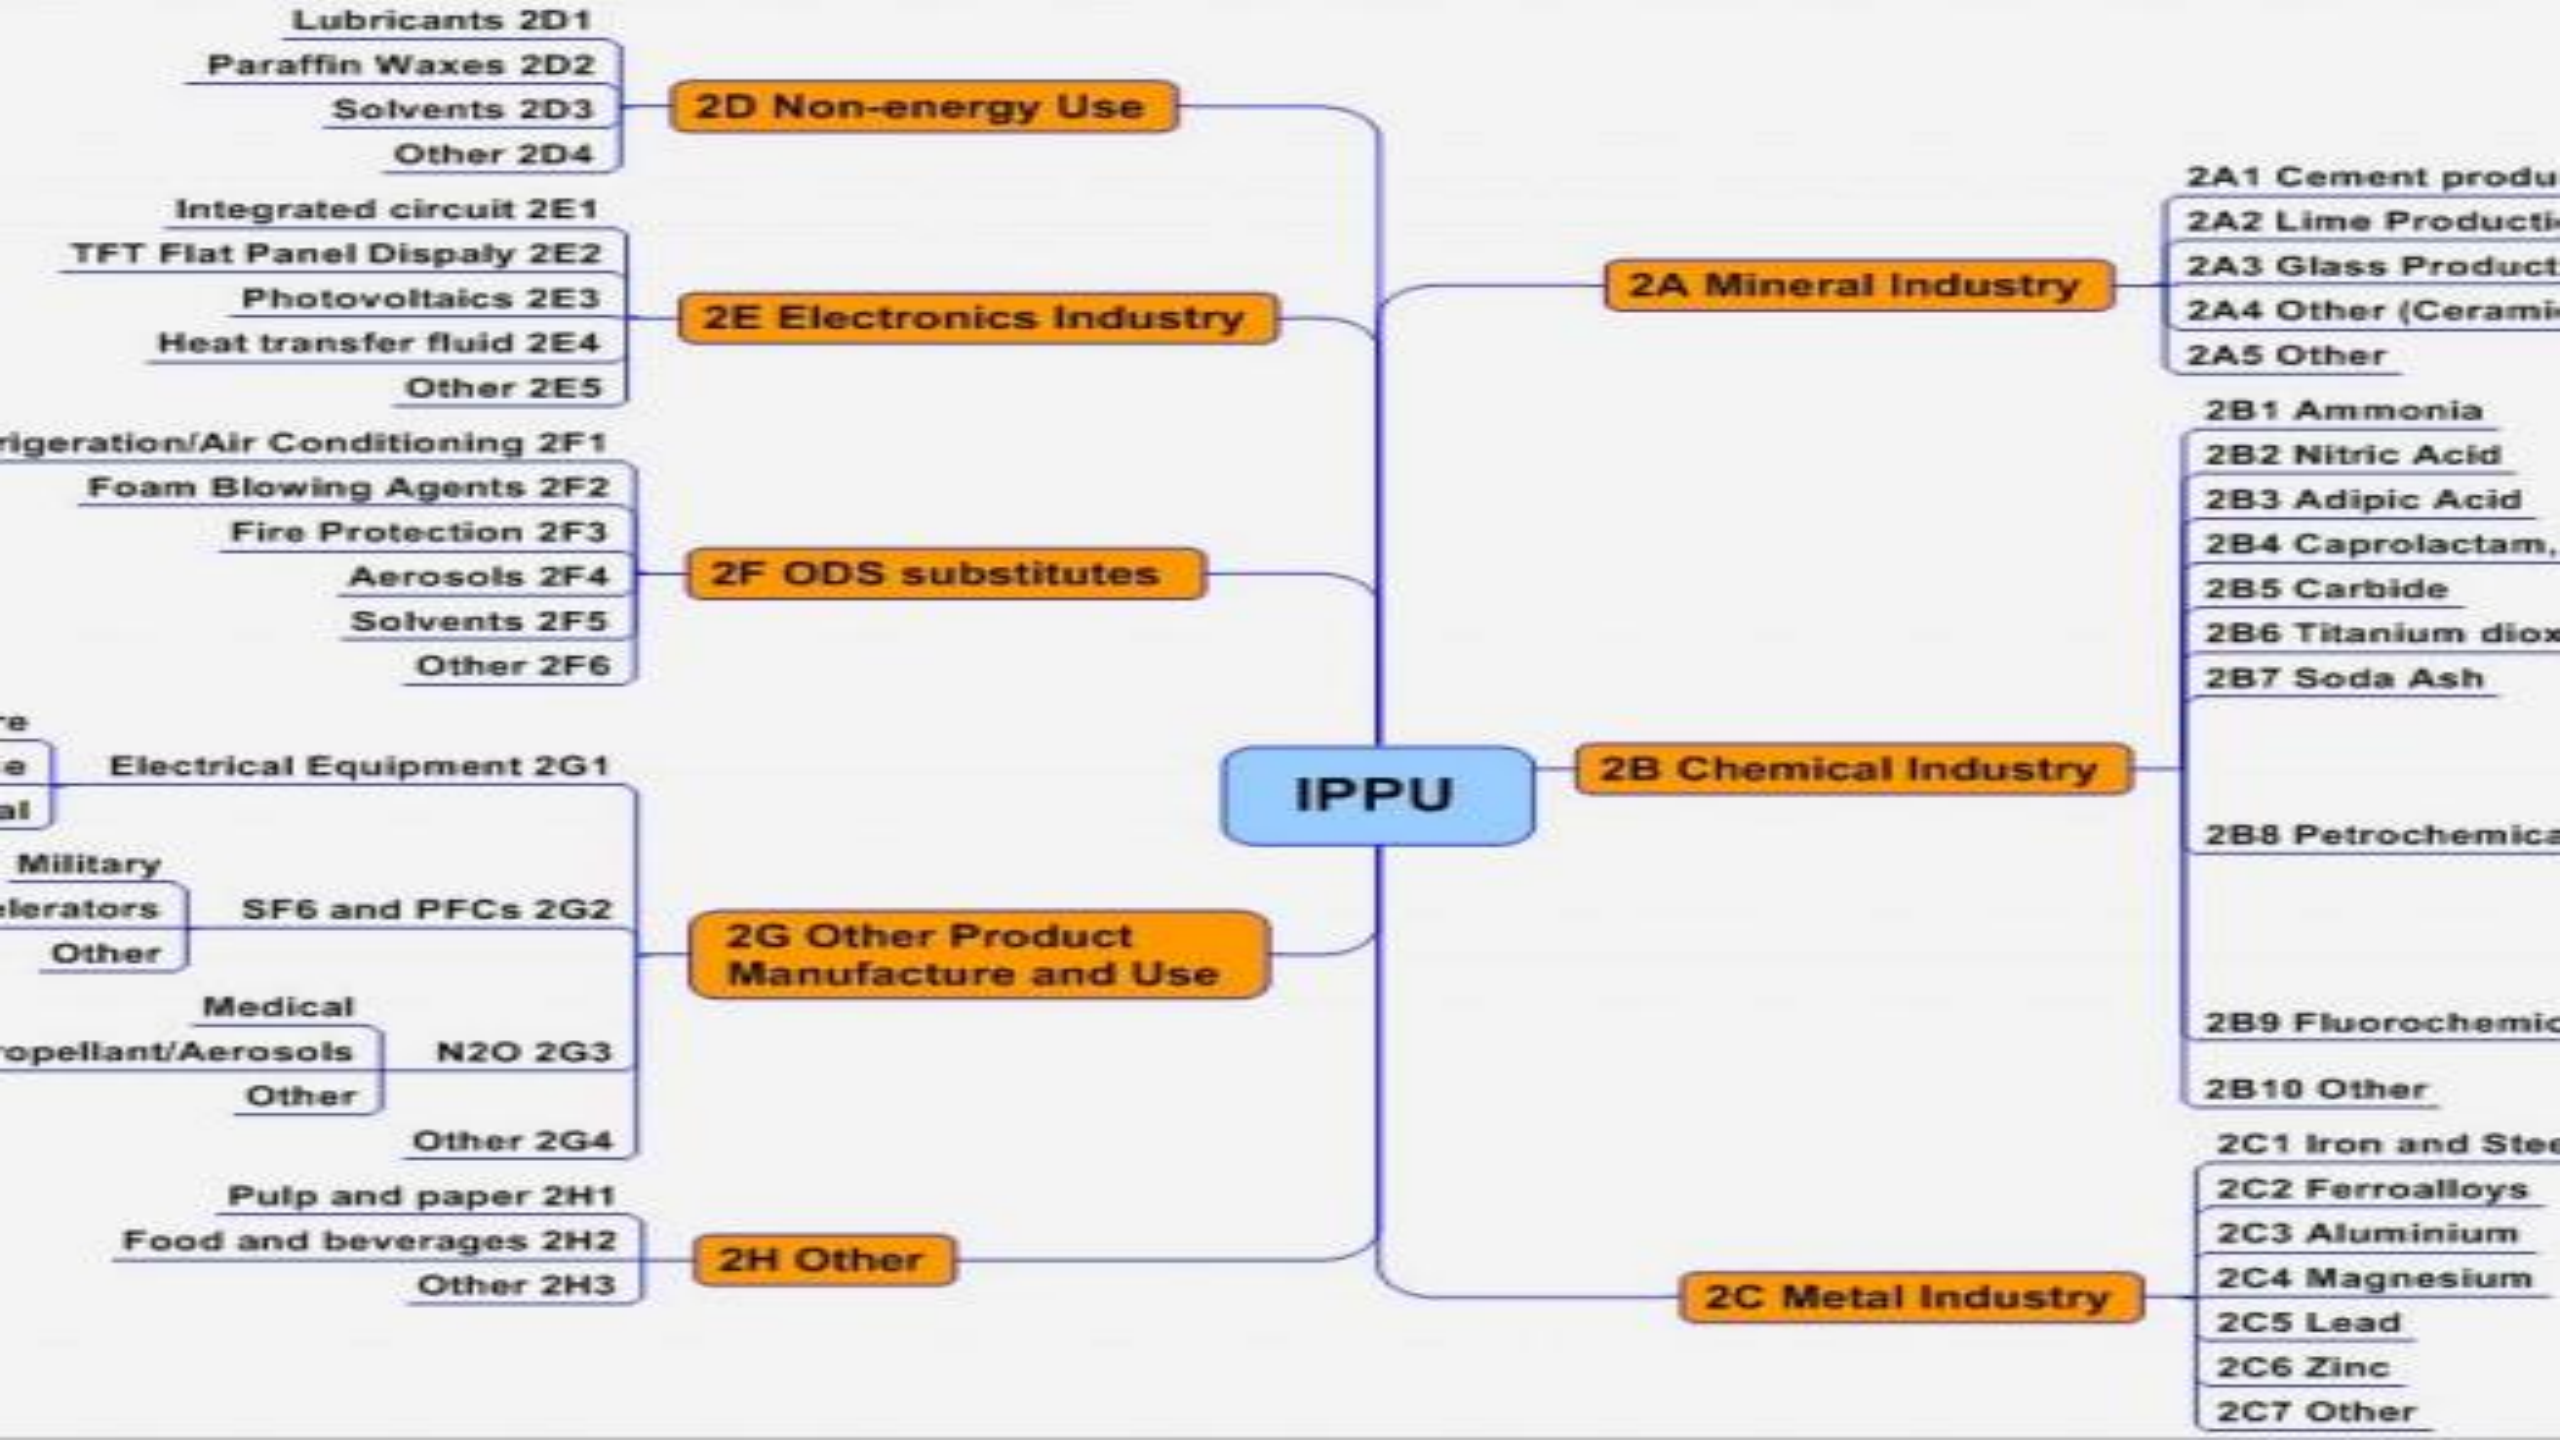 Lubricants 2D1
Paraffin Waxes 2D2
Solvents 2D3
Other 2D4
2D Non-energy Use
Integrated circuit 2E1
TFT Flat Panel Dispaly 2E2
Photovoltaics 2E3
Heat transfer fluid 2E4
Other 2E5
2E Electronics Industry
rigeration/Air Conditioning 2F1
Foam Blowing Agents 2F2
Fire Protection 2F3
Aerosols 2F4
Solvents 2F5
Other 2F6
2F ODS substitutes
re
e
al
Electrical Equipment 2G1
Military
elerators
Other
SF6 and PFCs 2G2
Medical
ropellant/Aerosols
Other
N2O 2G3
Other 2G4
2G Other Product
Manufacture and Use
Pulp and paper 2H1
Food and beverages 2H2
Other 2H3
2H Other
IPPU
2A Mineral Industry
2A1 Cement produ
2A2 Lime Producti
2A3 Glass Product
2A4 Other (Cerami
2A5 Other
2B Chemical Industry
2B1 Ammonia
2B2 Nitric Acid
2B3 Adipic Acid
2B4 Caprolactam,
2B5 Carbide
2B6 Titanium diox
2B7 Soda Ash
2B8 Petrochemica
2B9 Fluorochemic
2B10 Other
2C Metal Industry
2C1 Iron and Stee
2C2 Ferroalloys
2C3 Aluminium
2C4 Magnesium
2C5 Lead
2C6 Zinc
2C7 Other